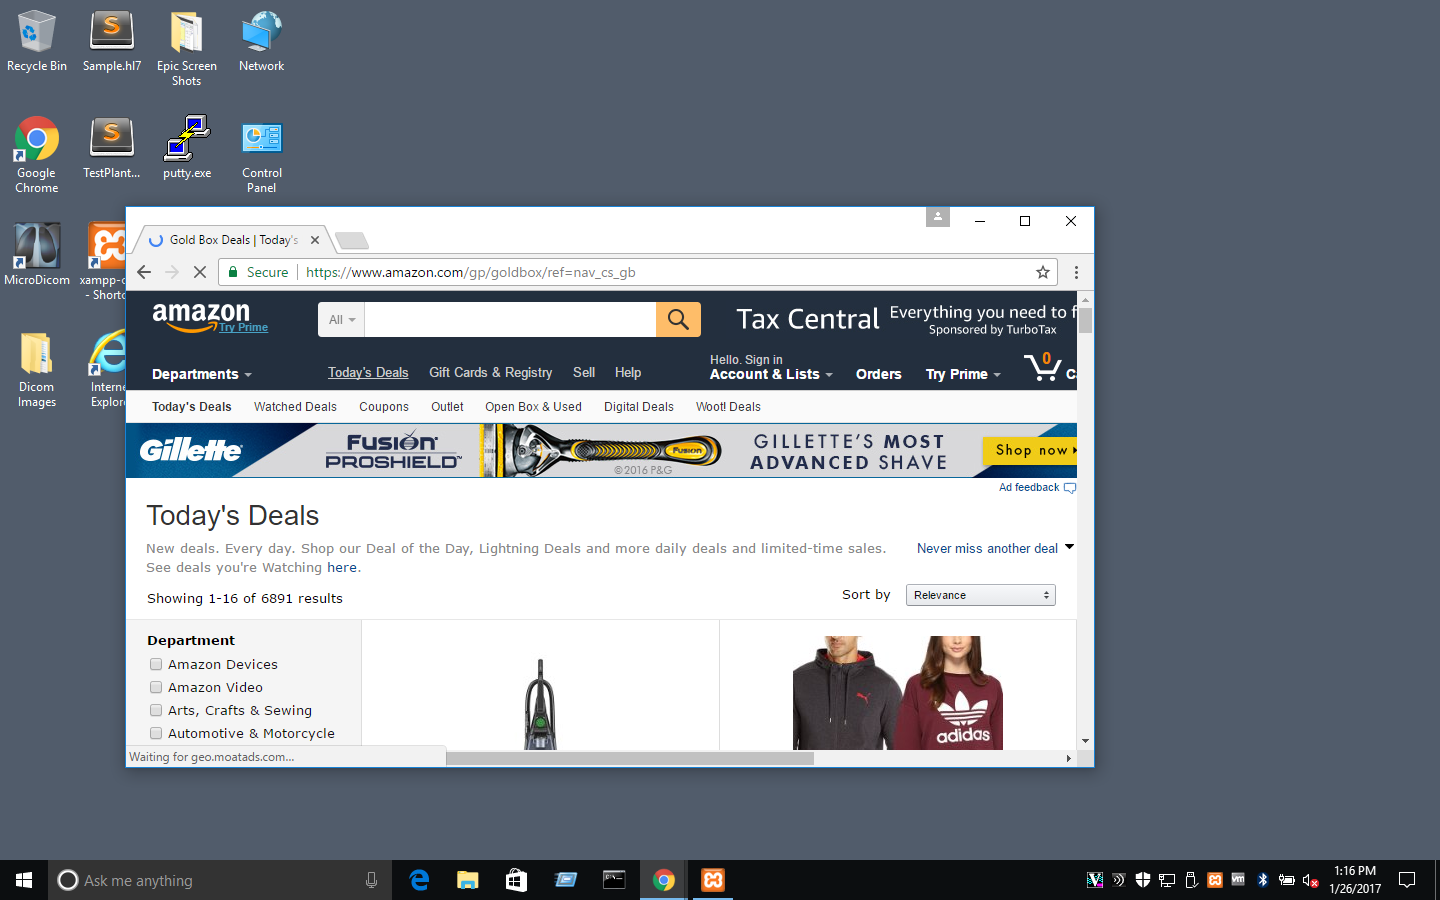 Recycle Bin
Sample.hl7
Epic Screen
Shots
Network
Google
Chrome
TestPlant...
putty.exe
Control
Panel
MicroDicom
xampp-c
- Shortc
Dicom
Images
Interne
Explor
Gold Box Deals | Today's
Secure
https://www.amazon.com/gp/goldbox/ref=nav_cs_gb
amazon
Try Prime
All
Tax Central
Everything you need to f
Sponsored by TurboTax
Departments
Today's Deals
Gift Cards & Registry
Sell
Help
Hello. Sign in
Account & Lists
Orders
Try Prime
0
C
Today's Deals
Watched Deals
Coupons
Outlet
Open Box & Used
Digital Deals
Woot! Deals
Gillette
FUSION
PROSHIELD™
FUSION
©2016 P&G
GILLETTE'S MOST
ADVANCED SHAVE
Shop now
Ad feedback
Today's Deals
New deals. Every day. Shop our Deal of the Day, Lightning Deals and more daily deals and limited-time sales.
See deals you're Watching here.
Never miss another deal
Showing 1-16 of 6891 results
Sort by
Relevance
Department
Amazon Devices
Amazon Video
Arts, Crafts & Sewing
Automotive & Motorcycle
adidas
Waiting for geo.moatads.com...
Ask me anything
1:16 PM
1/26/2017